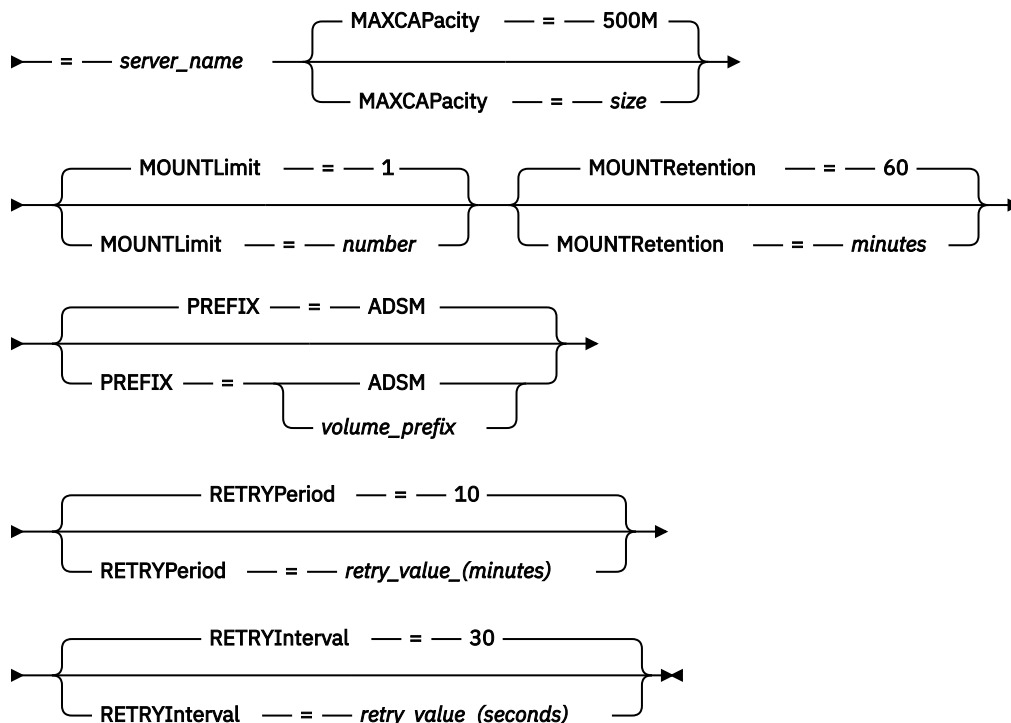 MAXCAPacity = 500M
= server_name
MAXCAPacity = size
MOUNTLimit = 1 MOUNTRetention = 60
MOUNTLimit = number MOUNTRetention = minutes
PREFIX = ADSM
PREFIX = ADSM
volume_prefix
RETRYPeriod = 10
RETRYPeriod = retry_value_(minutes)
RETRYInterval = 30
RETRYInterval = retry_value_(seconds)